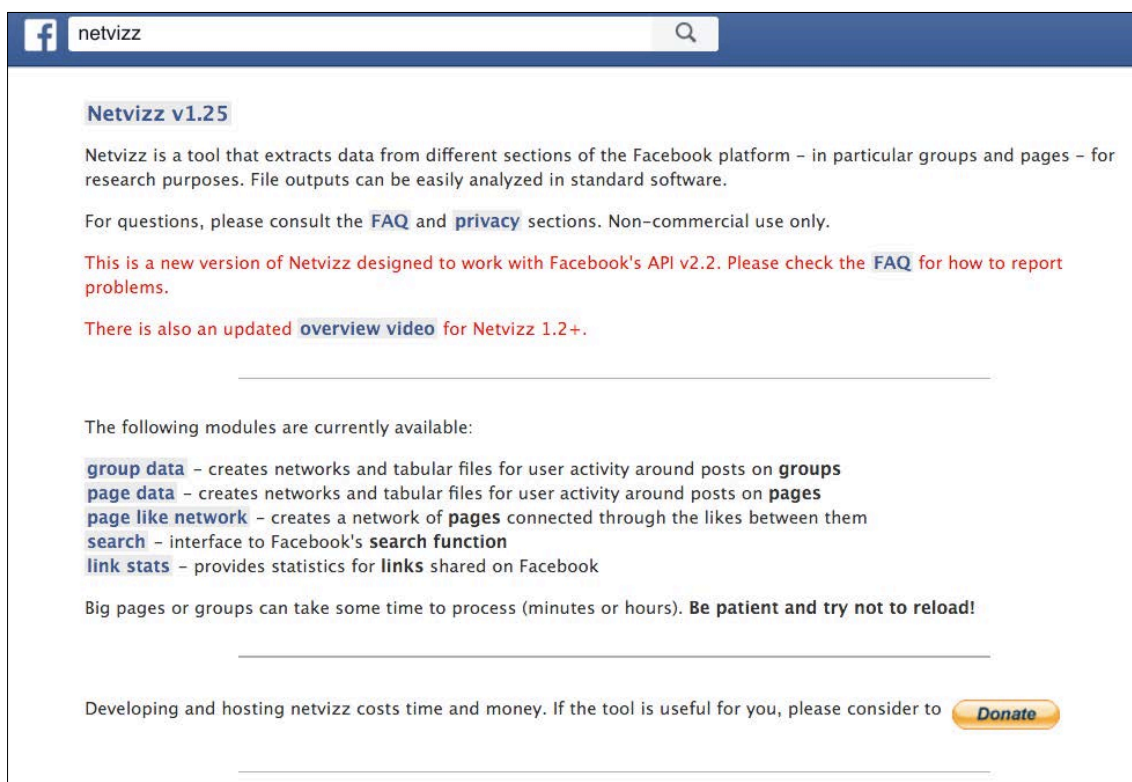 f
netvizz
Netvizz v1.25
Netvizz is a tool that extracts data from different sections of the Facebook platform – in particular groups and pages – for
research purposes. File outputs can be easily analyzed in standard software.
For questions, please consult the FAQ and privacy sections. Non-commercial use only.
This is a new version of Netvizz designed to work with Facebook's API v2.2. Please check the FAQ for how to report
problems.
There is also an updated overview video for Netvizz 1.2+.
The following modules are currently available:
group data – creates networks and tabular files for user activity around posts on groups
page data – creates networks and tabular files for user activity around posts on pages
page like network – creates a network of pages connected through the likes between them
search – interface to Facebook's search function
link stats – provides statistics for links shared on Facebook
Big pages or groups can take some time to process (minutes or hours). Be patient and try not to reload!
Developing and hosting netvizz costs time and money. If the tool is useful for you, please consider to Donate